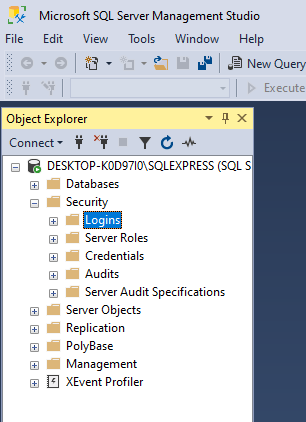 Microsoft SQL Server Management Studio
File Edit View Tools Window Help
New Query
Execute
Object Explorer
Connect
DESKTOP-K0D97I0\SQLEXPRESS (SQL S
Databases
Security
Logins
Server Roles
Credentials
Audits
Server Audit Specifications
Server Objects
Replication
PolyBase
Management
XEvent Profiler